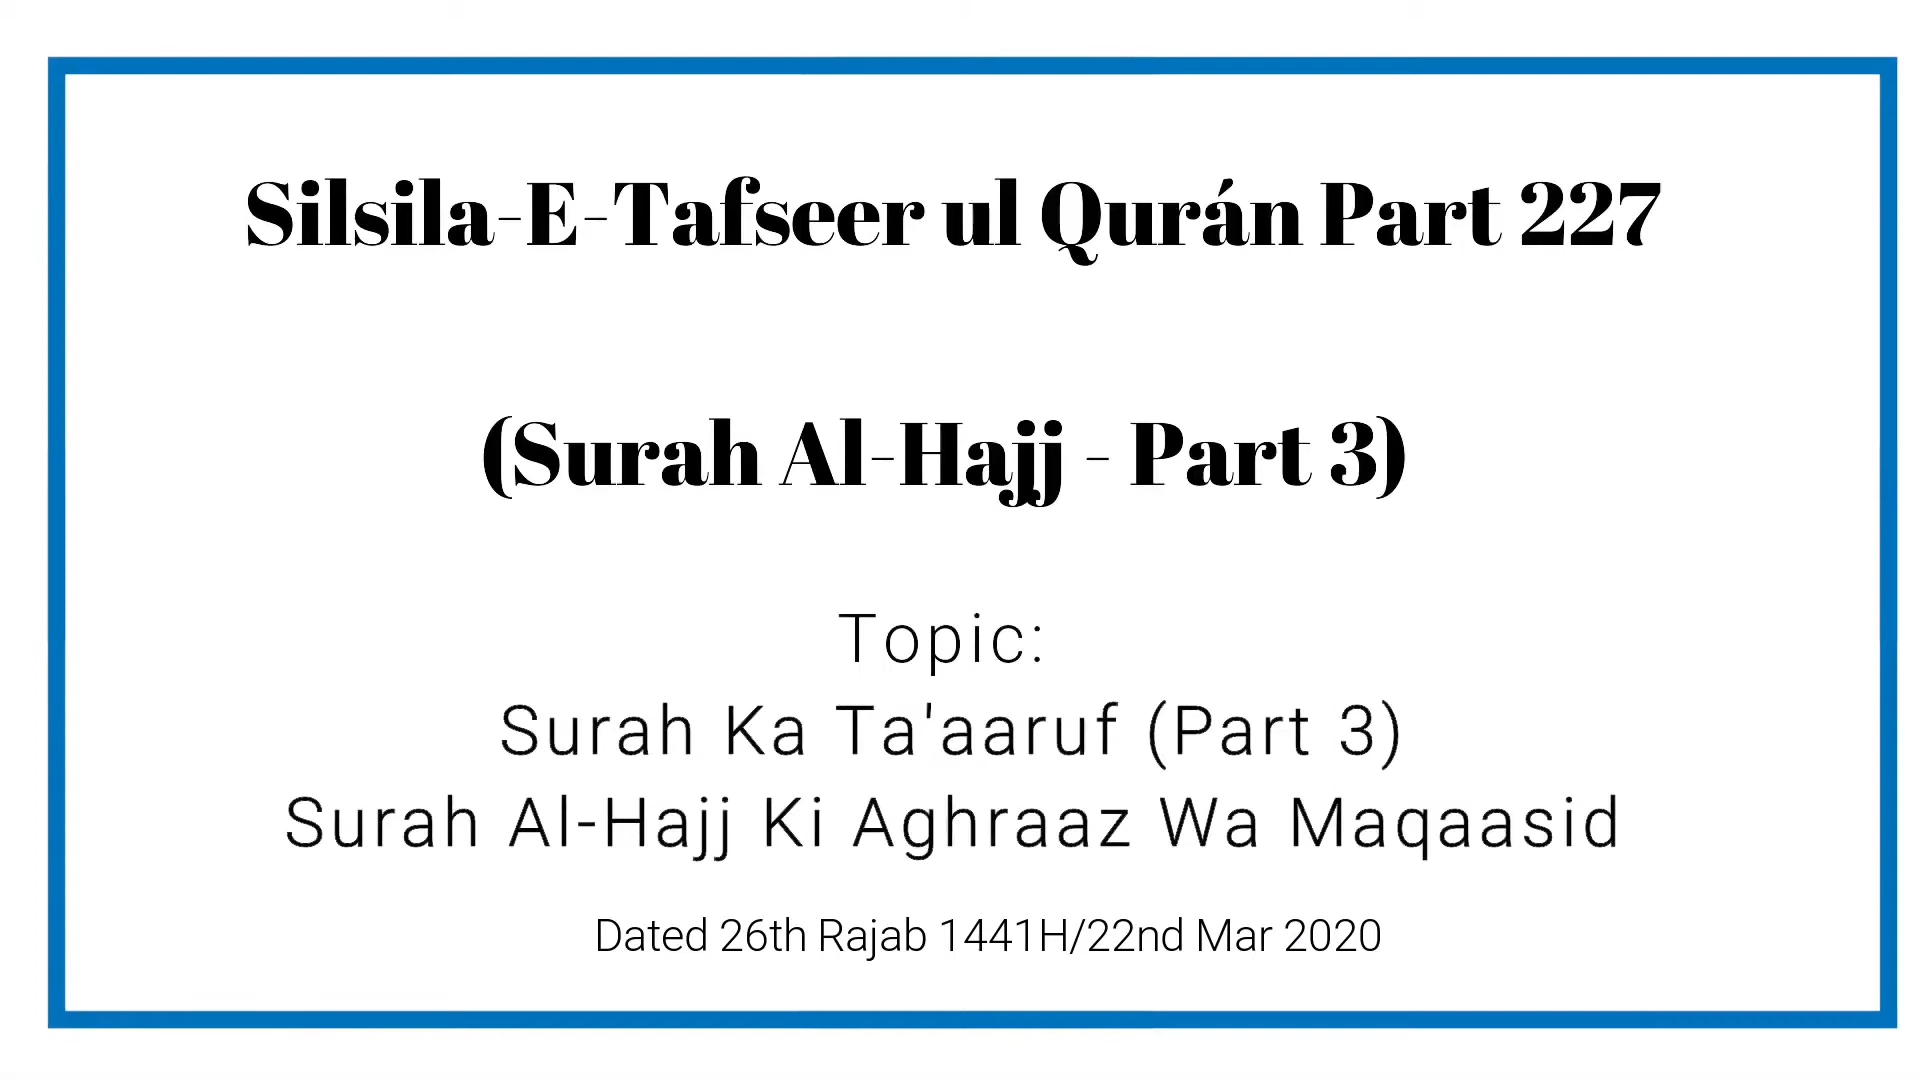 Silsila-E-Tafseer ul Qurán Part 227
(Surah Al-Hajj - Part 3)
Topic:
Surah Ka Ta'aaruf (Part 3)
Surah Al-Hajj Ki Aghraaz Wa Maqaasid
Dated 26th Rajab 1441H/22nd Mar 2020